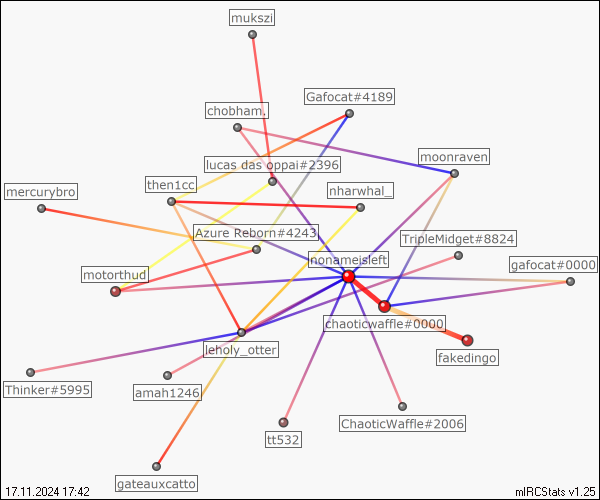 mukszi
Gafocat#4189
chobham.
moonraven
lucas das oppai#2396
then1cc
nharwhal_
mercurybro
Azure Reborn#4243
TripleMidget#8824
nonameisleft
gafocat#0000
motorthud
chaoticwaffle#0000
leholy_otter
fakedingo
Thinker#5995
amah1246
ChaoticWaffle#2006
tt532
gateauxcatto
17.11.2024 17:42
mIRCStats v1.25